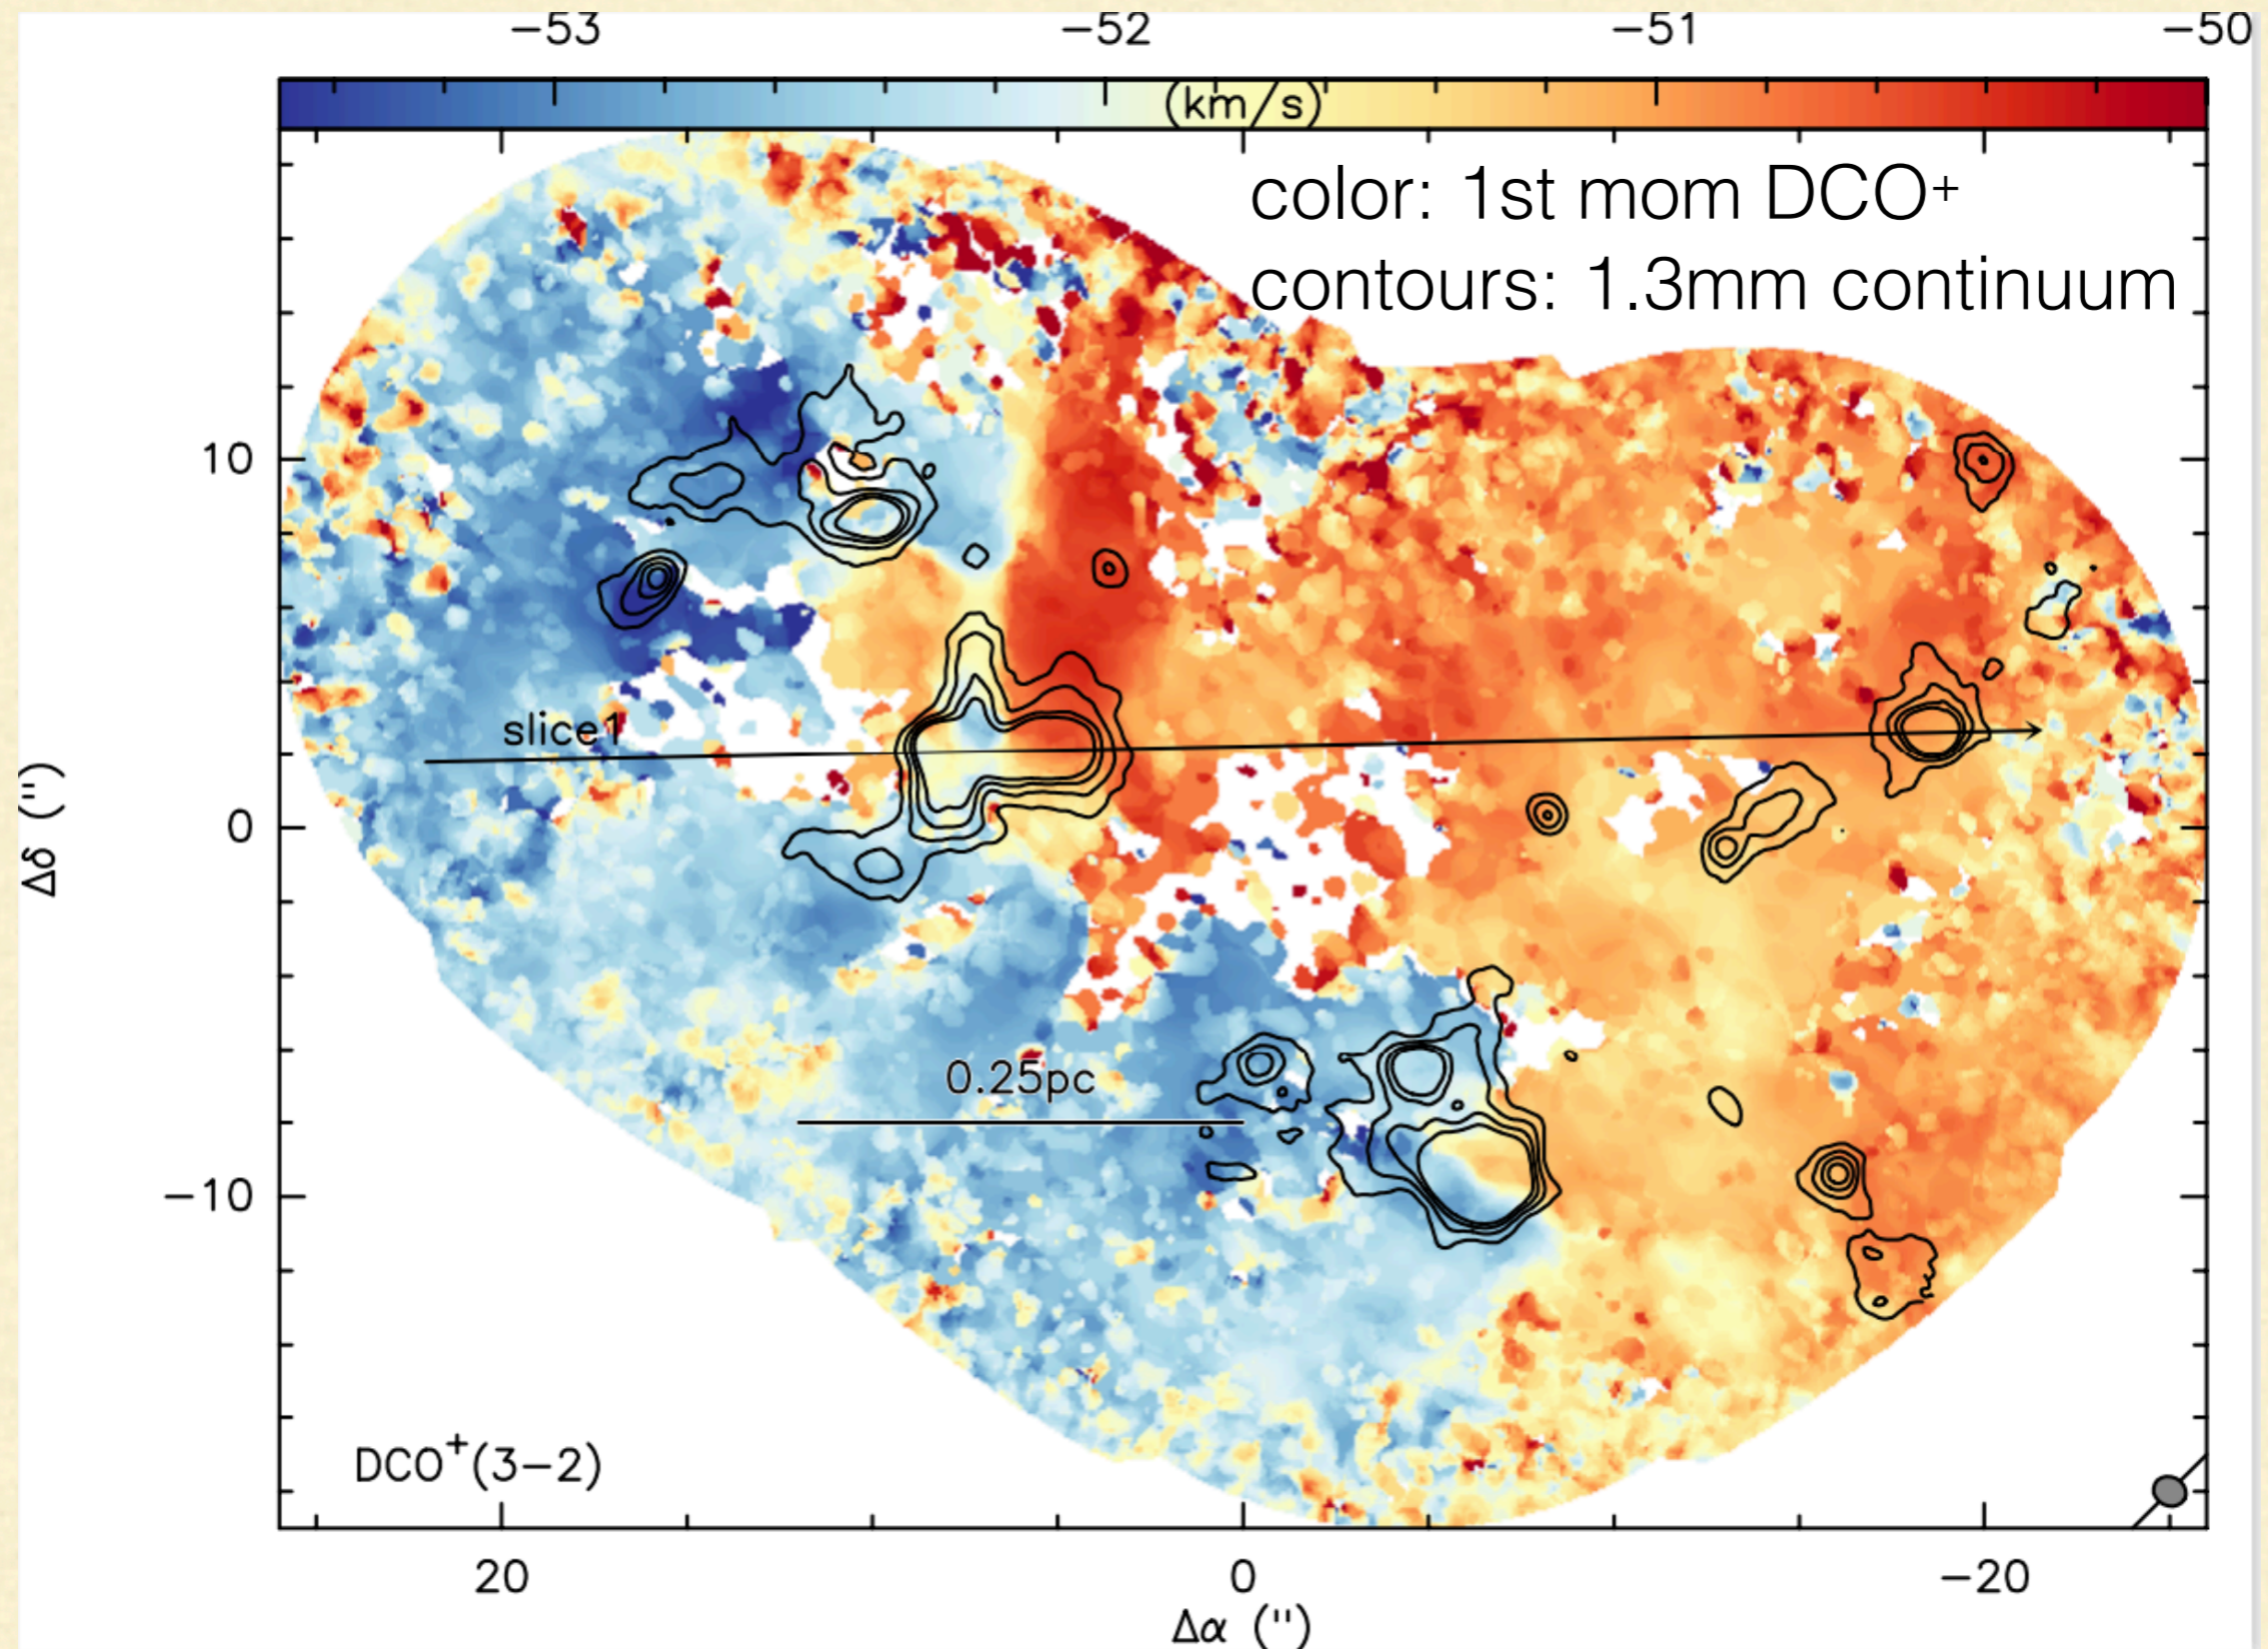 −53 −52 −51 −50
(km/s)
color: 1st mom DCO⁺
contours: 1.3mm continuum
10
slice1
0
Δδ (")
0.25pc
−10
DCO⁺(3−2)
20 0 −20
Δα (")